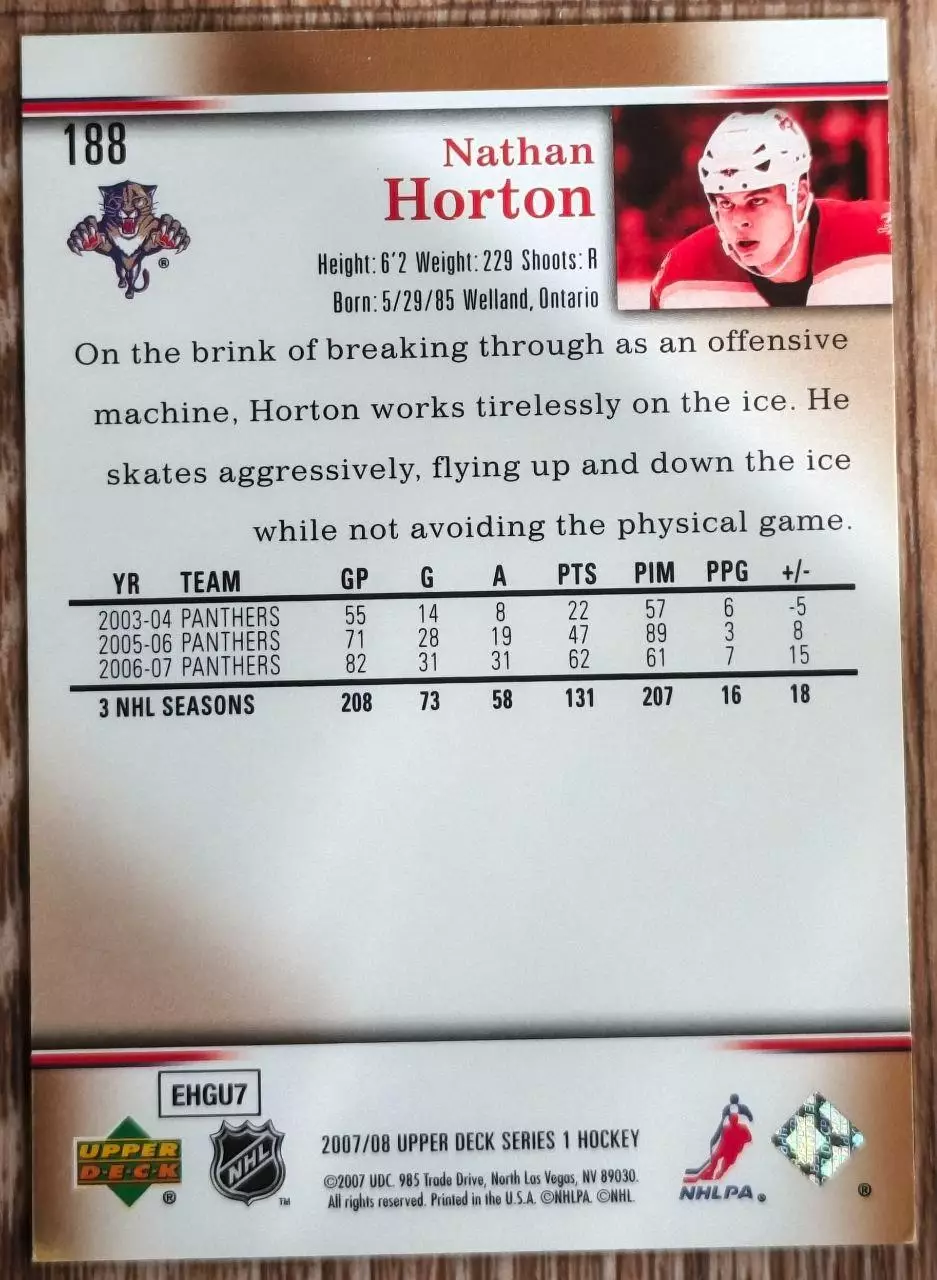 188
Nathan
Horton
Height: 6'2 Weight: 229 Shoots: R
Born: 5/29/85 Welland, Ontario
On the brink of breaking through as an offensive
machine, Horton works tirelessly on the ice. He
skates aggressively, flying up and down the ice
while not avoiding the physical game.
YR TEAM GP G A PTS PIM PPG +/-
2003-04 PANTHERS 55 14 8 22 57 6 -5
2005-06 PANTHERS 71 28 19 47 89 3 8
2006-07 PANTHERS 82 31 31 62 61 7 15
3 NHL SEASONS 208 73 58 131 207 16 18
EHGU7
UPPER
D·E·C·K
®
NHL
TM
2007/08 UPPER DECK SERIES 1 HOCKEY
©2007 UDC. 985 Trade Drive, North Las Vegas, NV 89030.
All rights reserved. Printed in the U.S.A. ©NHLPA. ©NHL.
NHLPA®
®